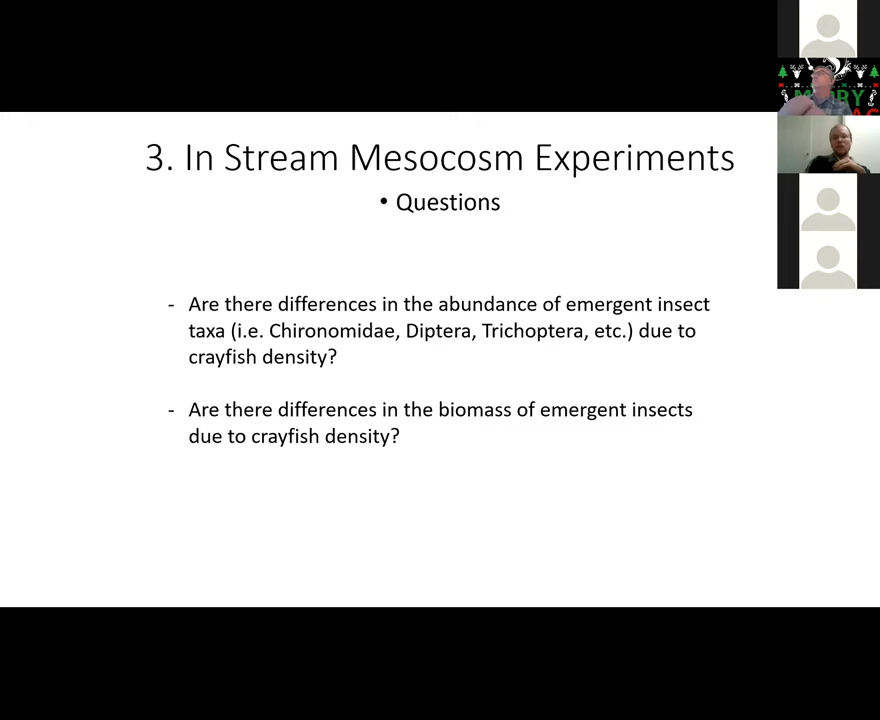 3. In Stream Mesocosm Experiments
• Questions
- Are there differences in the abundance of emergent insect
taxa (i.e. Chironomidae, Diptera, Trichoptera, etc.) due to
crayfish density?
- Are there differences in the biomass of emergent insects
due to crayfish density?